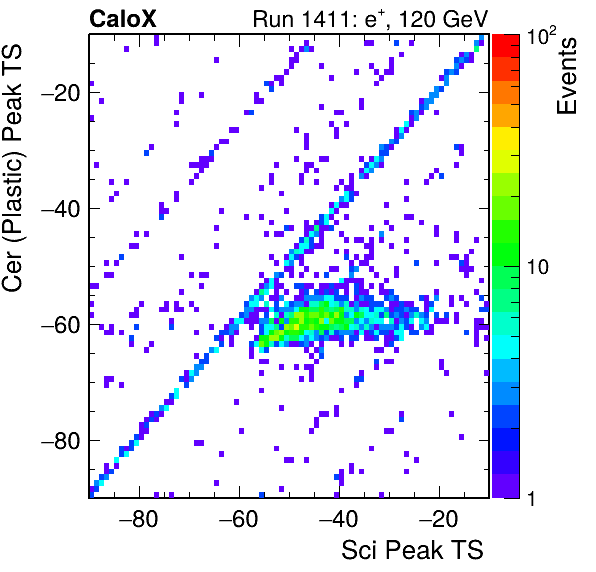 CaloX
Run 1411: e⁺, 120 GeV
Cer (Plastic) Peak TS
−20
−40
−60
−80
−80
−60
−40
−20
Sci Peak TS
10²
10
1
Events